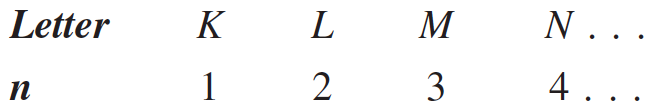 Letter K L M N . . .
n 1 2 3 4 . . .